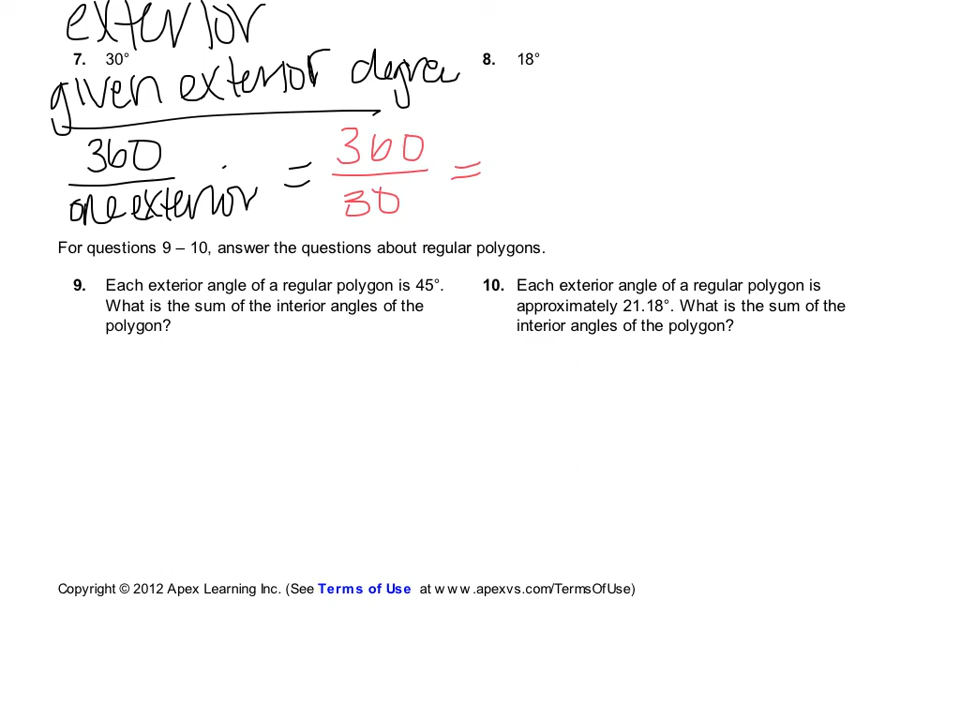 exterior
7. 30°
8. 18°
given exterior degree
360
one exterior
=
360
30
=
For questions 9 – 10, answer the questions about regular polygons.
9. Each exterior angle of a regular polygon is 45°.
What is the sum of the interior angles of the
polygon?
10. Each exterior angle of a regular polygon is
approximately 21.18°. What is the sum of the
interior angles of the polygon?
Copyright © 2012 Apex Learning Inc. (See Terms of Use at www.apexvs.com/TermsOfUse)